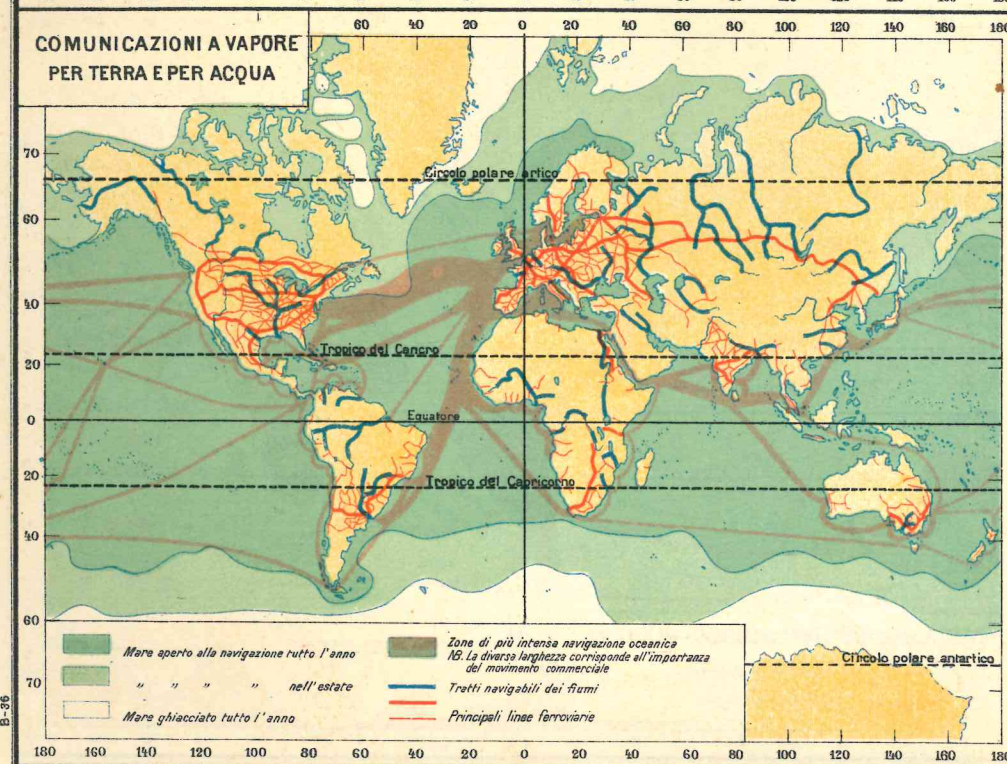 COMUNICAZIONI A VAPORE
PER TERRA E PER ACQUA
60 40 20 0 20 40 60 80 100 120 140 160 180
70
60
40
20
0
20
40
60
70
Circolo polare artico
Tropico del Cancro
Equatore
Tropico del Capricorno
Circolo polare antartico
Mare aperto alla navigazione tutto l'anno
" " " " nell'estate
Mare ghiacciato tutto l'anno
Zone di più intensa navigazione oceanica
NB. La diversa larghezza corrisponde all'importanza
del movimento commerciale
Tratti navigabili dei fiumi
Principali linee ferroviarie
B-36
180 160 140 120 100 80 60 40 20 0 20 40 60 80 100 120 140 160 180